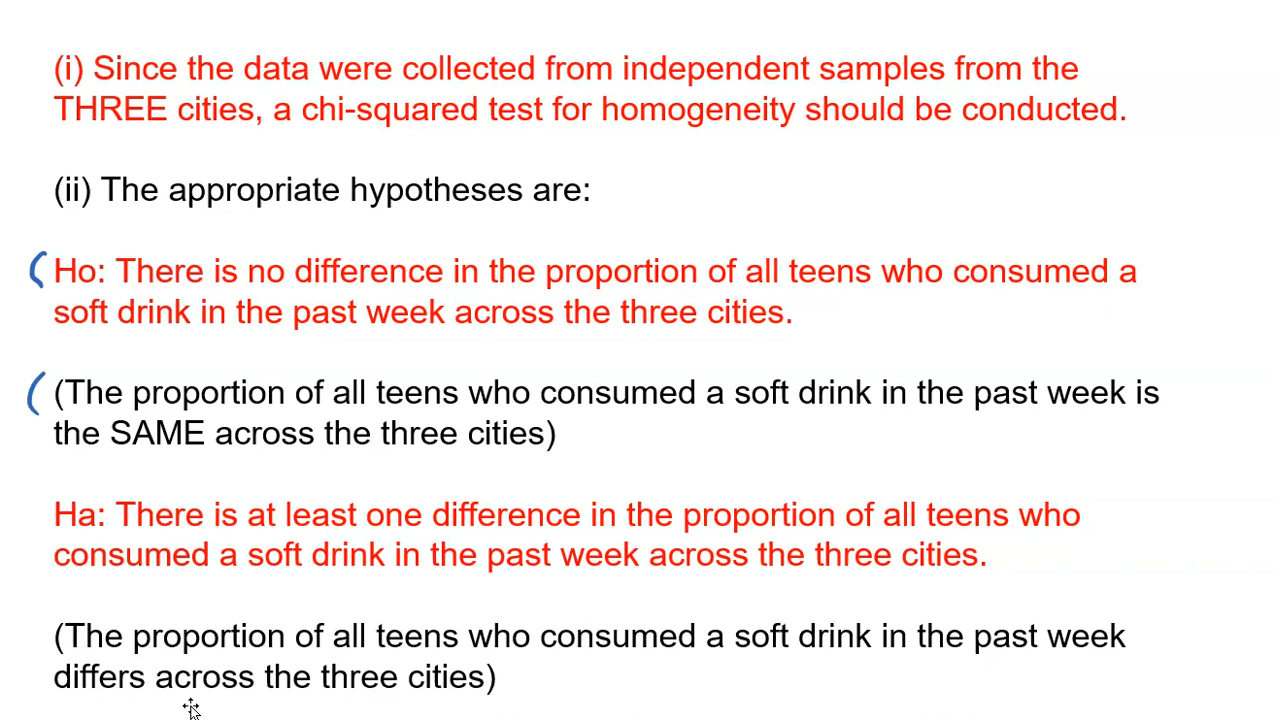 (i) Since the data were collected from independent samples from the
THREE cities, a chi-squared test for homogeneity should be conducted.
(ii) The appropriate hypotheses are:
Ho: There is no difference in the proportion of all teens who consumed a
soft drink in the past week across the three cities.
(The proportion of all teens who consumed a soft drink in the past week is
the SAME across the three cities)
Ha: There is at least one difference in the proportion of all teens who
consumed a soft drink in the past week across the three cities.
(The proportion of all teens who consumed a soft drink in the past week
differs across the three cities)